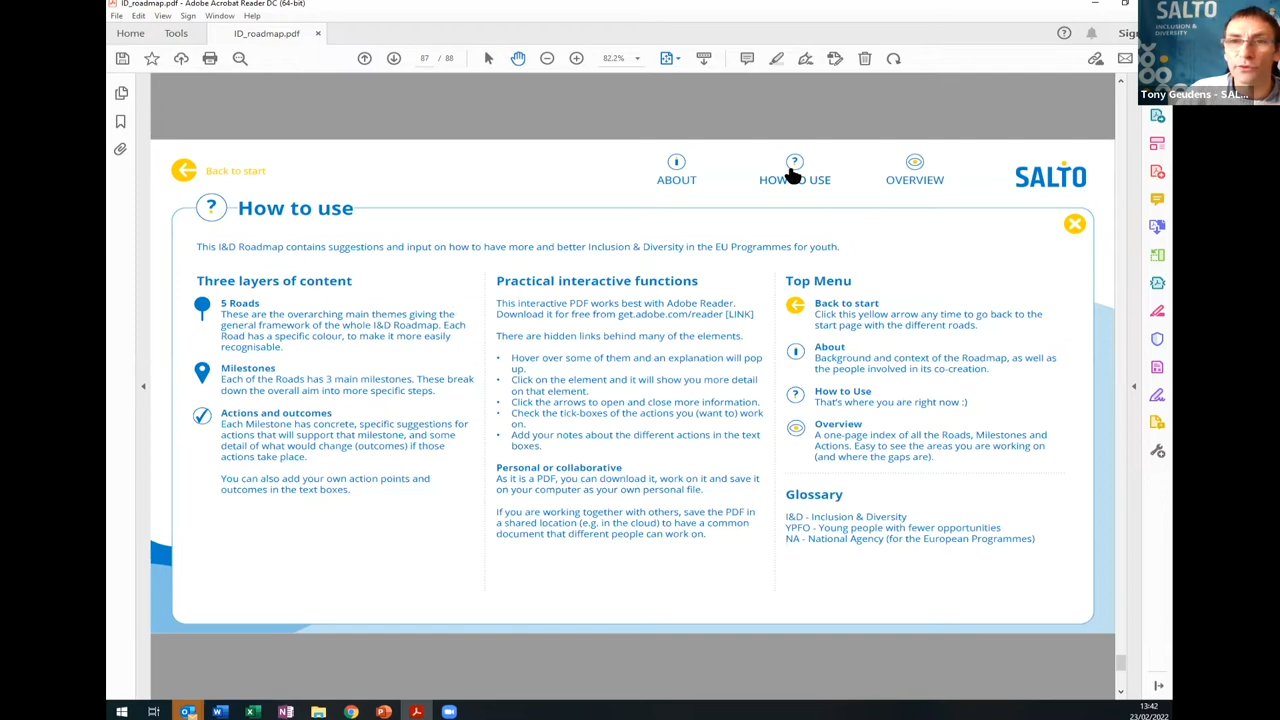 ID_roadmap.pdf - Adobe Acrobat Reader DC (64-bit)
File Edit View Sign Window Help
Home Tools ID_roadmap.pdf × Sign
87 / 88 82.2%
SALTO
INCLUSION &
DIVERSITY
Tony Geudens - SAL...
Back to start
ABOUT
HOW TO USE
OVERVIEW
SALTO
How to use
This I&D Roadmap contains suggestions and input on how to have more and better Inclusion & Diversity in the EU Programmes for youth.
Three layers of content
5 Roads
These are the overarching main themes giving the
general framework of the whole I&D Roadmap. Each
Road has a specific colour, to make it more easily
recognisable.
Milestones
Each of the Roads has 3 main milestones. These break
down the overall aim into more specific steps.
Actions and outcomes
Each Milestone has concrete, specific suggestions for
actions that will support that milestone, and some
detail of what would change (outcomes) if those
actions take place.
You can also add your own action points and
outcomes in the text boxes.
Practical interactive functions
This interactive PDF works best with Adobe Reader.
Download it for free from get.adobe.com/reader [LINK]
There are hidden links behind many of the elements.
• Hover over some of them and an explanation will pop
up.
• Click on the element and it will show you more detail
on that element.
• Click the arrows to open and close more information.
• Check the tick-boxes of the actions you (want to) work
on.
• Add your notes about the different actions in the text
boxes.
Personal or collaborative
As it is a PDF, you can download it, work on it and save it
on your computer as your own personal file.
If you are working together with others, save the PDF in
a shared location (e.g. in the cloud) to have a common
document that different people can work on.
Top Menu
Back to start
Click this yellow arrow any time to go back to the
start page with the different roads.
About
Background and context of the Roadmap, as well as
the people involved in its co-creation.
How to Use
That's where you are right now :)
Overview
A one-page index of all the Roads, Milestones and
Actions. Easy to see the areas you are working on
(and where the gaps are).
Glossary
I&D - Inclusion & Diversity
YPFO - Young people with fewer opportunities
NA - National Agency (for the European Programmes)
13:42
23/02/2022